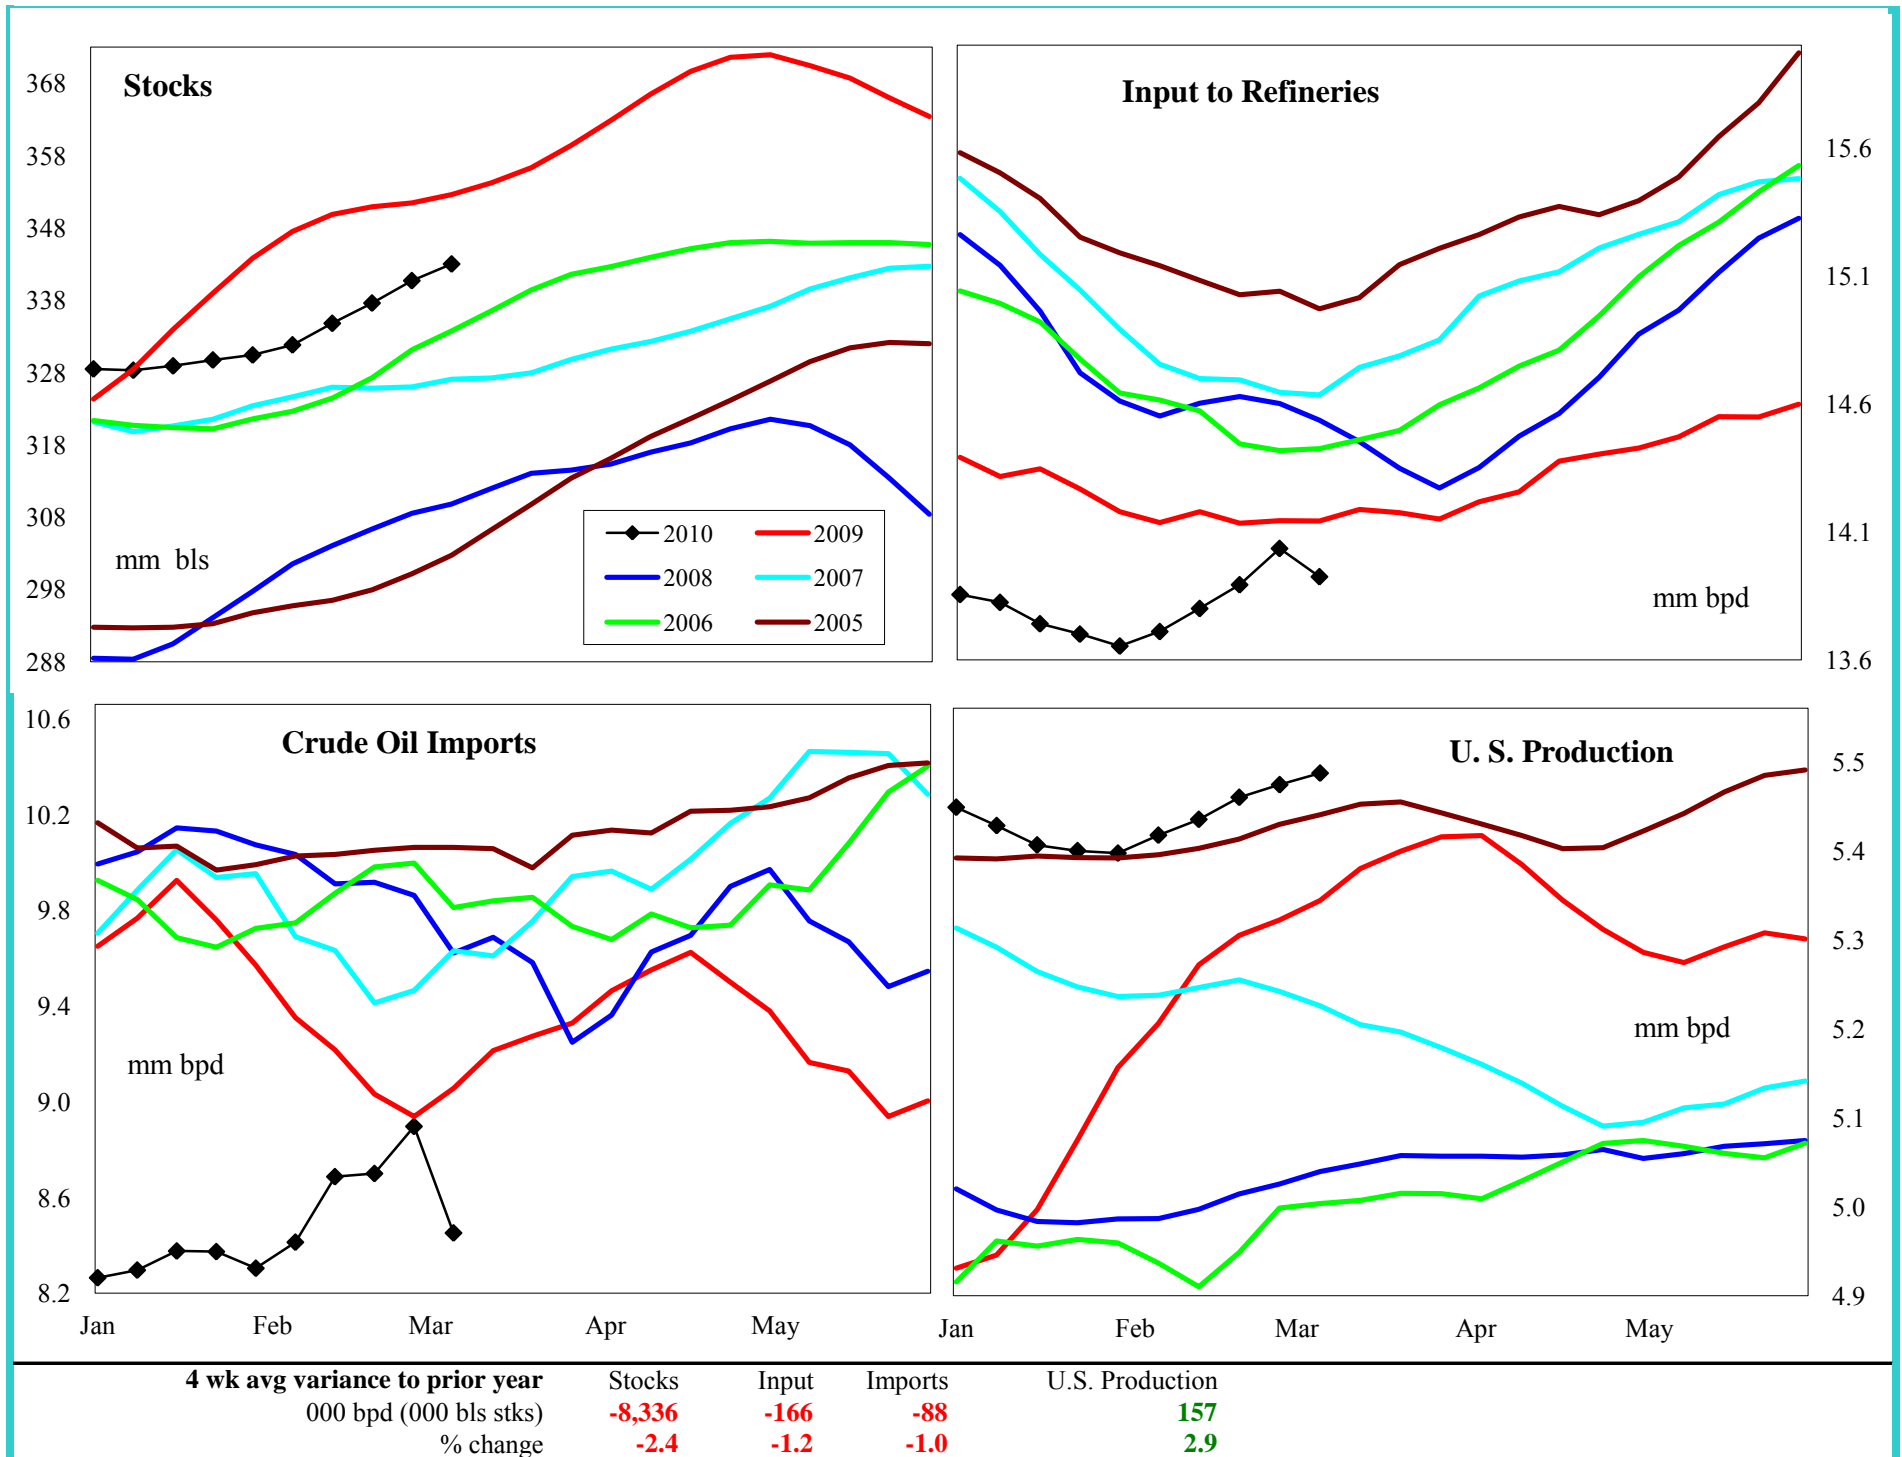 Stocks
368
358
348
338
328
318
308
298
288
mm bls
2010 2009
2008 2007
2006 2005
Input to Refineries
15.6
15.1
14.6
14.1
13.6
mm bpd
Crude Oil Imports
10.6
10.2
9.8
9.4
9.0
8.6
8.2
mm bpd
Jan Feb Mar Apr May
U. S. Production
5.5
5.4
5.3
5.2
5.1
5.0
4.9
mm bpd
Jan Feb Mar Apr May
4 wk avg variance to prior year Stocks Input Imports U.S. Production
000 bpd (000 bls stks) -8,336 -166 -88 157
% change -2.4 -1.2 -1.0 2.9